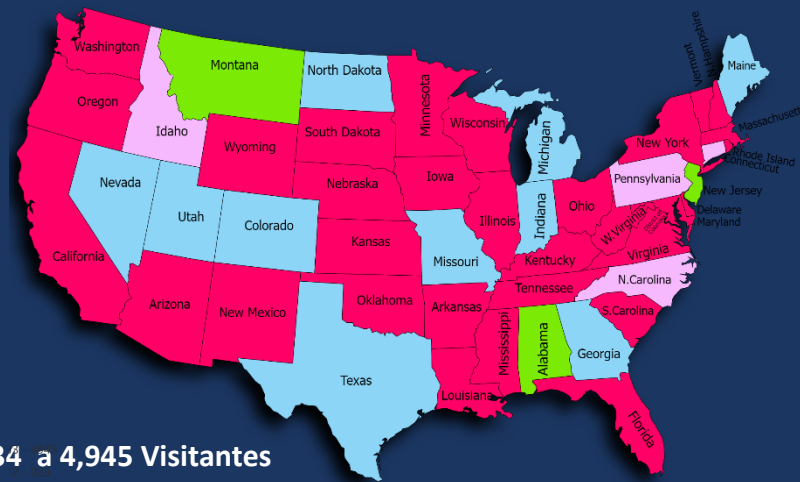 Washington
Montana
North Dakota
Minnesota
Vermont
N.Hampshire
Maine
Oregon
Idaho
South Dakota
Wisconsin
Michigan
New York
Massachusett
Wyoming
Rhode Island
Connecticut
Nevada
Utah
Nebraska
Iowa
Pennsylvania
New Jersey
Colorado
Illinois
Indiana
Ohio
W.Virginia
Delaware
Maryland
California
Kansas
Missouri
Kentucky
Virginia
Arizona
New Mexico
Oklahoma
Arkansas
Tennessee
N.Carolina
S.Carolina
Texas
Mississippi
Alabama
Georgia
Louisiana
Florida
34 a 4,945 Visitantes